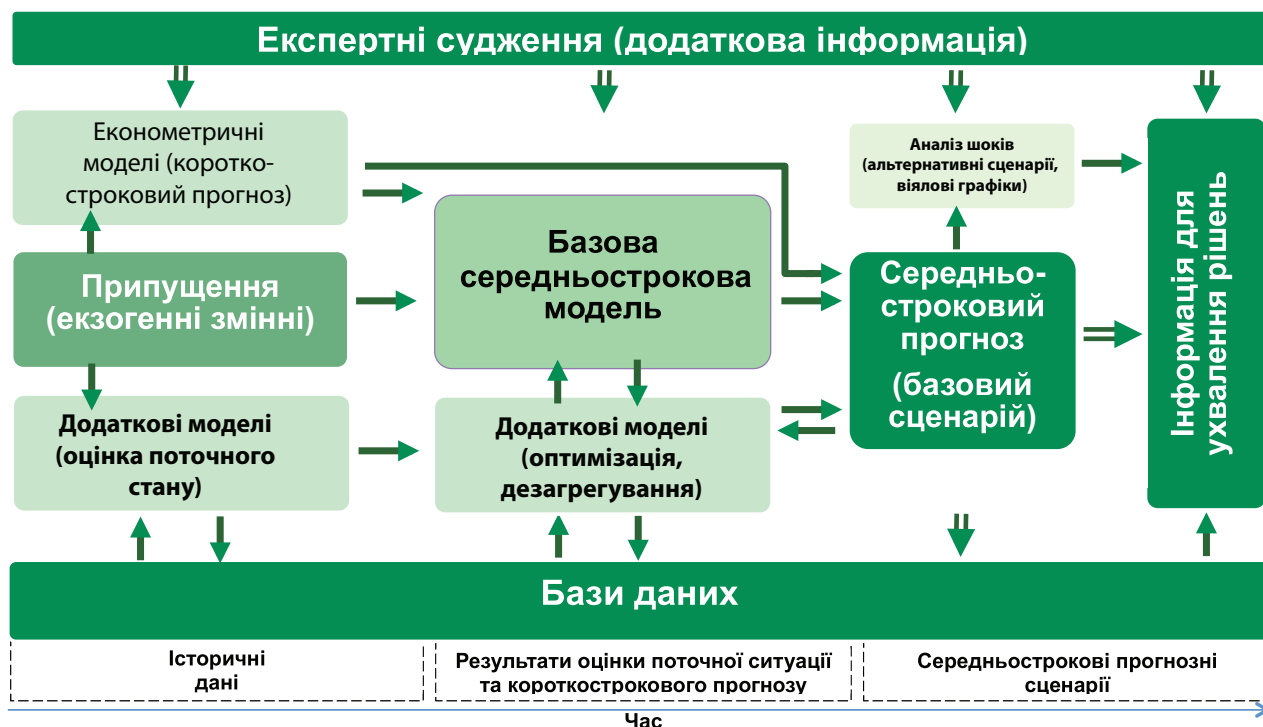 Експертні судження (додаткова інформація)
Економетричні
моделі (коротко-
строковий прогноз)
Припущення
(екзогенні змінні)
Додаткові моделі
(оцінка поточного
стану)
Базова
середньострокова
модель
Додаткові моделі
(оптимізація,
дезагрегування)
Аналіз шоків
(альтернативні сценарії,
віялові графіки)
Середньо-
строковий
прогноз
(базовий
сценарій)
Інформація для
ухвалення рішень
Бази даних
Історичні
дані
Результати оцінки поточної ситуації
та короткострокового прогнозу
Середньострокові прогнозні
сценарії
Час